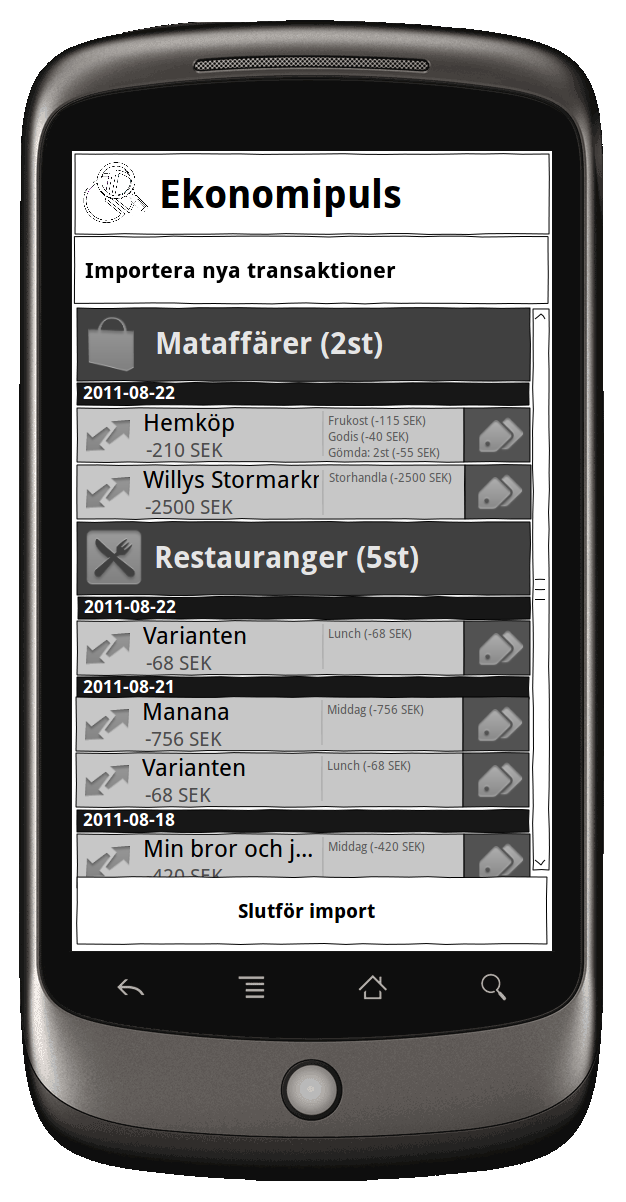 Ekonomipuls
Importera nya transaktioner
Mataffärer (2st)
2011-08-22
Hemköp
-210 SEK
Frukost (-115 SEK)
Godis (-40 SEK)
Gömda: 2st (-55 SEK)
Willys Stormarkr
-2500 SEK
Storhandla (-2500 SEK)
Restauranger (5st)
2011-08-22
Varianten
-68 SEK
Lunch (-68 SEK)
2011-08-21
Manana
-756 SEK
Middag (-756 SEK)
Varianten
-68 SEK
Lunch (-68 SEK)
2011-08-18
Min bror och j...
-420 SEK
Middag (-420 SEK)
Slutför import